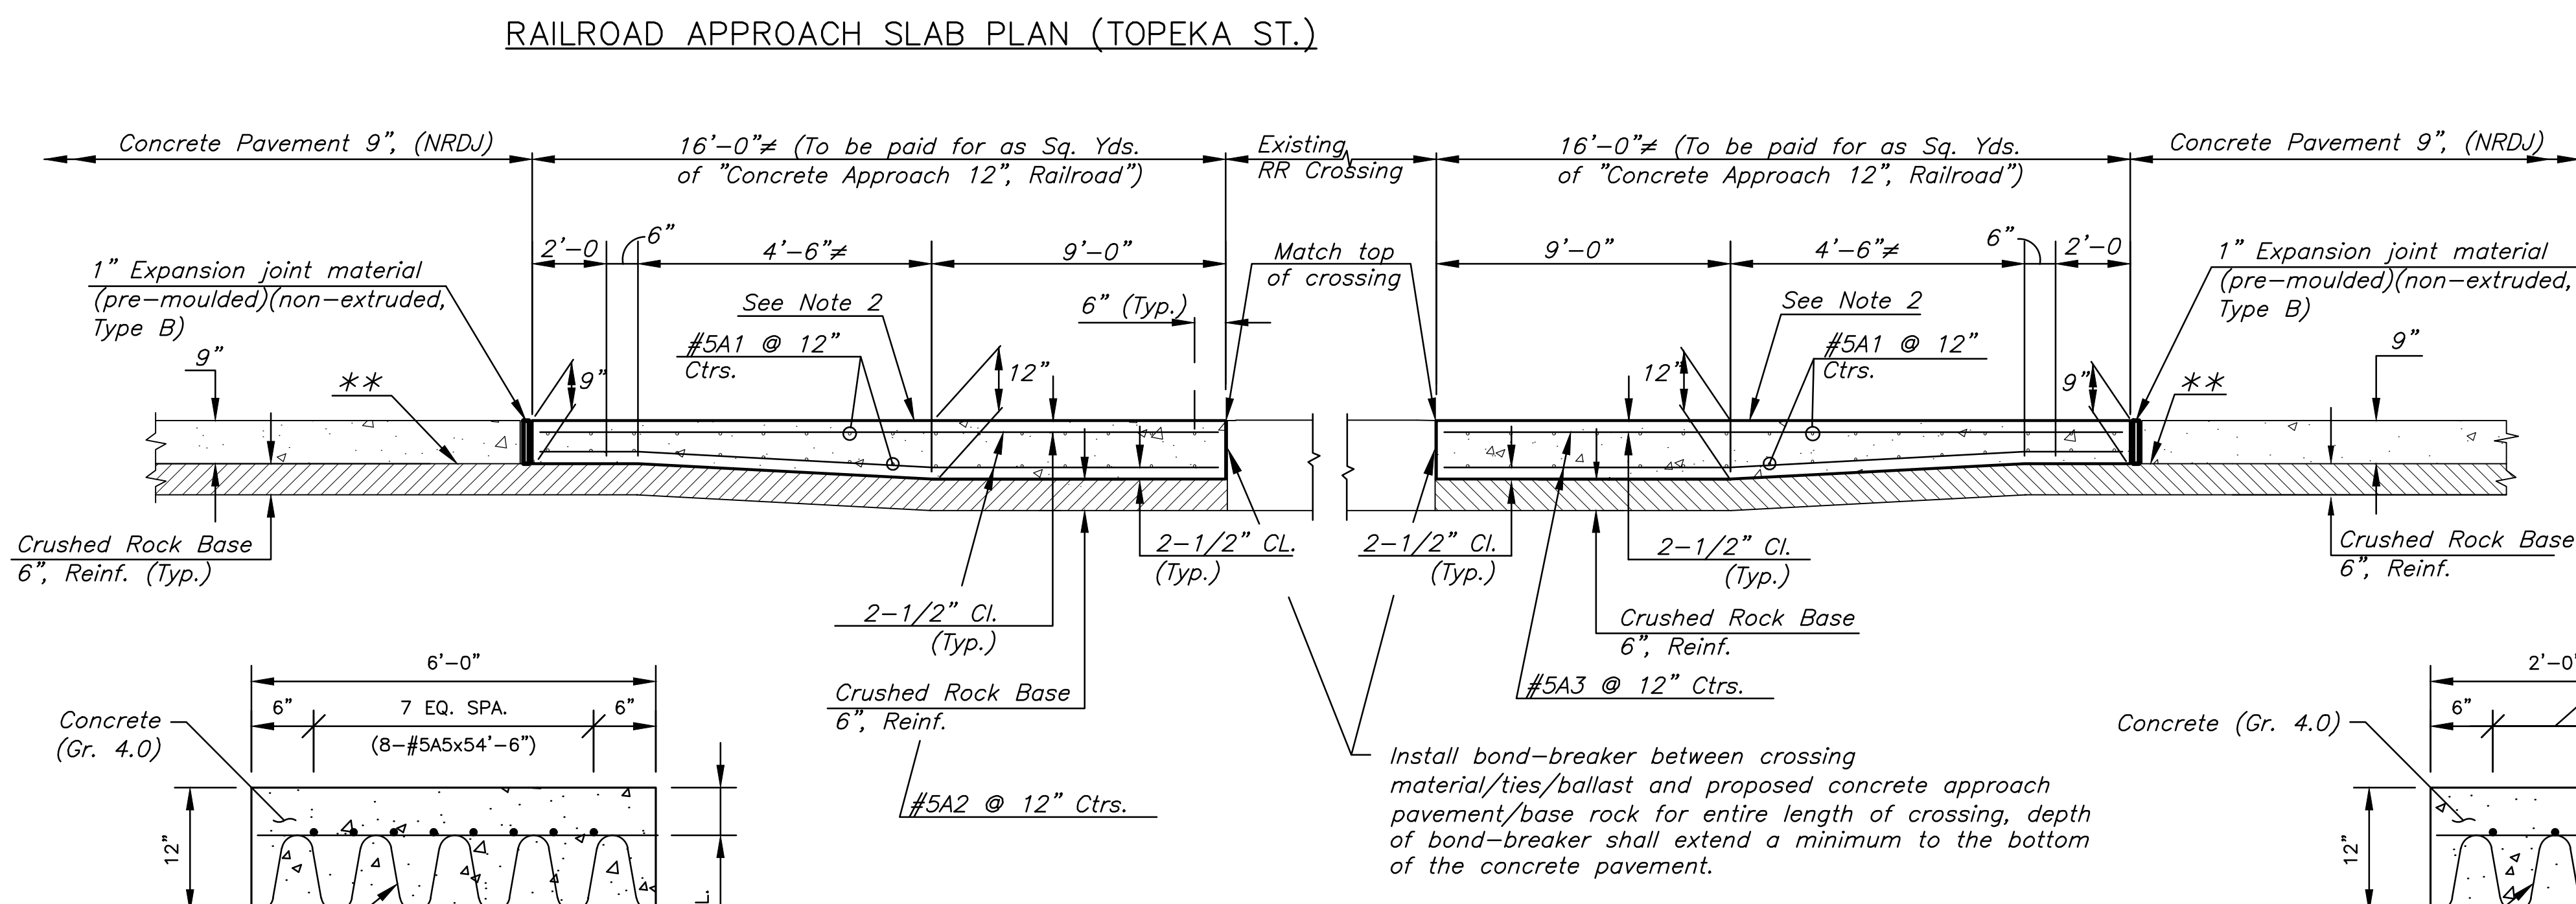 RAILROAD APPROACH SLAB PLAN (TOPEKA ST.)
Concrete Pavement 9", (NRDJ)
16'-0"≠ (To be paid for as Sq. Yds.
of "Concrete Approach 12", Railroad")
Existing
RR Crossing
16'-0"≠ (To be paid for as Sq. Yds.
of "Concrete Approach 12", Railroad")
Concrete Pavement 9", (NRDJ)
2'-0
6"
4'-6"≠
9'-0"
Match top
of crossing
9'-0"
4'-6"≠
6"
2'-0
1" Expansion joint material
(pre-moulded)(non-extruded,
Type B)
See Note 2
6" (Typ.)
See Note 2
1" Expansion joint material
(pre-moulded)(non-extruded,
Type B)
9"
**
9"
#5A1 @ 12"
Ctrs.
12"
12"
#5A1 @ 12"
Ctrs.
9"
**
9"
Crushed Rock Base
6", Reinf. (Typ.)
2-1/2" CL.
(Typ.)
2-1/2" Cl.
(Typ.)
2-1/2" Cl.
(Typ.)
Crushed Rock Base
6", Reinf.
2-1/2" Cl.
(Typ.)
Crushed Rock Base
6", Reinf.
#5A3 @ 12" Ctrs.
Crushed Rock Base
6", Reinf.
#5A2 @ 12" Ctrs.
Install bond-breaker between crossing
material/ties/ballast and proposed concrete approach
pavement/base rock for entire length of crossing, depth
of bond-breaker shall extend a minimum to the bottom
of the concrete pavement.
6'-0"
6"
7 EQ. SPA.
6"
(8-#5A5x54'-6")
Concrete
(Gr. 4.0)
12"
L.
2'-0"
6"
Concrete (Gr. 4.0)
12"